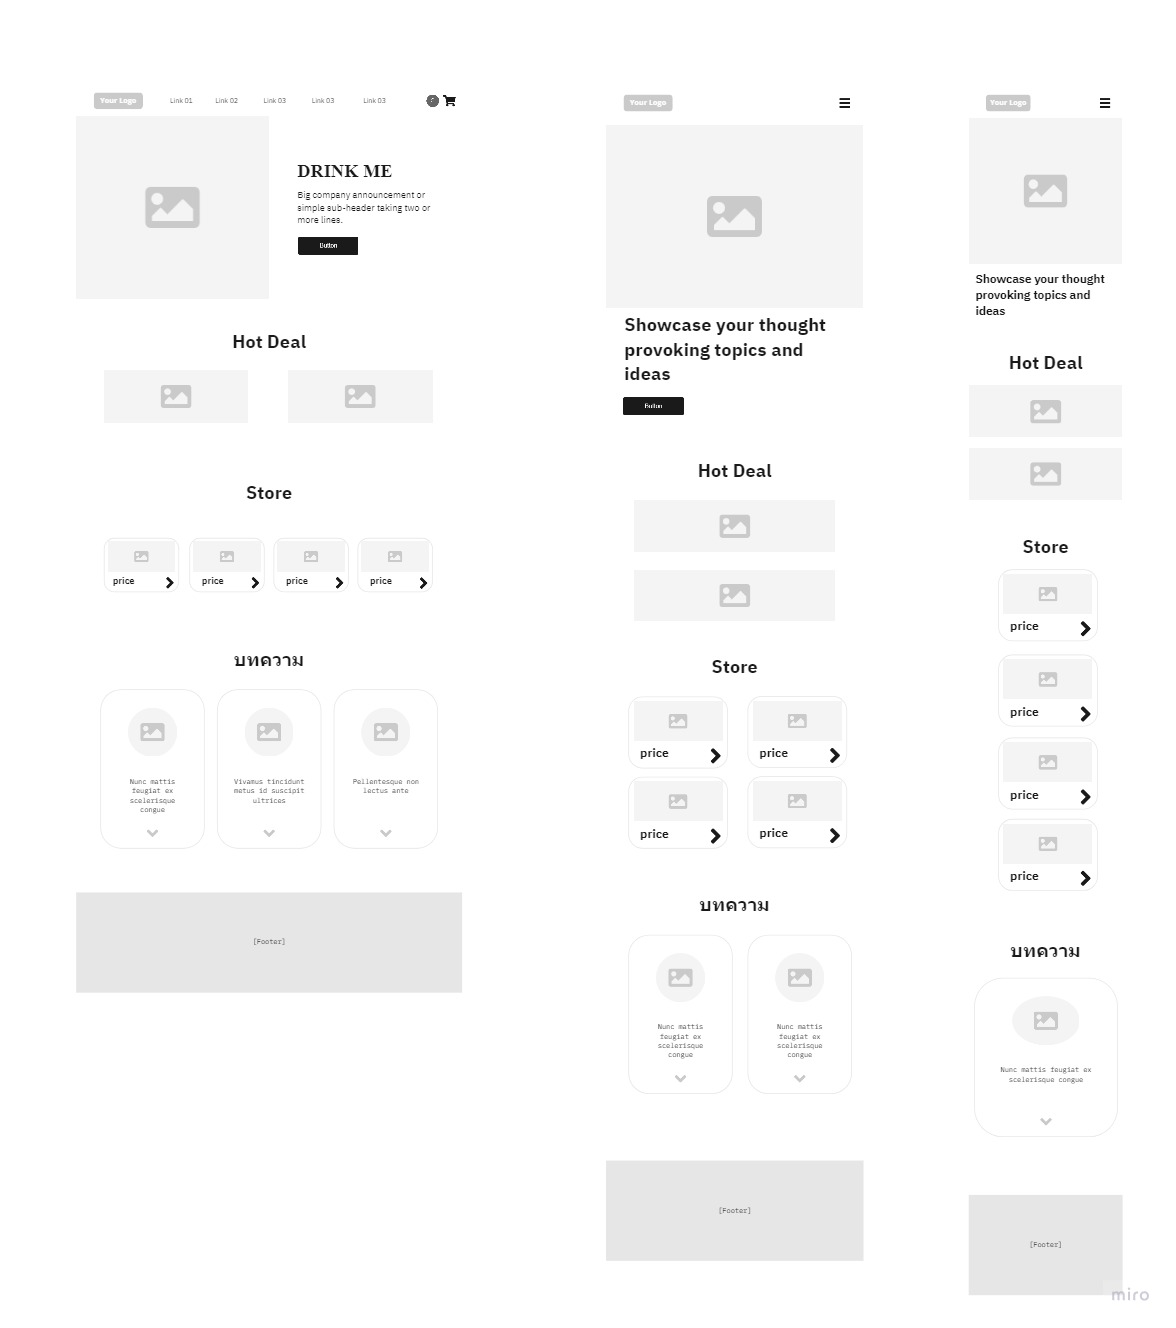 Your Logo
Link 01
Link 02
Link 03
Link 03
Link 03
DRINK ME
Big company announcement or
simple sub-header taking two or
more lines.
Button
Hot Deal
Store
price
price
price
price
บทความ
Nunc mattis
feugiat ex
scelerisque
congue
Vivamus tincidunt
metus id suscipit
ultrices
Pellentesque non
lectus ante
[Footer]
Your Logo
Showcase your thought
provoking topics and
ideas
Button
Hot Deal
Store
price
price
price
price
บทความ
Nunc mattis
feugiat ex
scelerisque
congue
Nunc mattis
feugiat ex
scelerisque
congue
[Footer]
Your Logo
Showcase your thought
provoking topics and
ideas
Hot Deal
Store
price
price
price
price
บทความ
Nunc mattis feugiat ex
scelerisque congue
[Footer]
miro